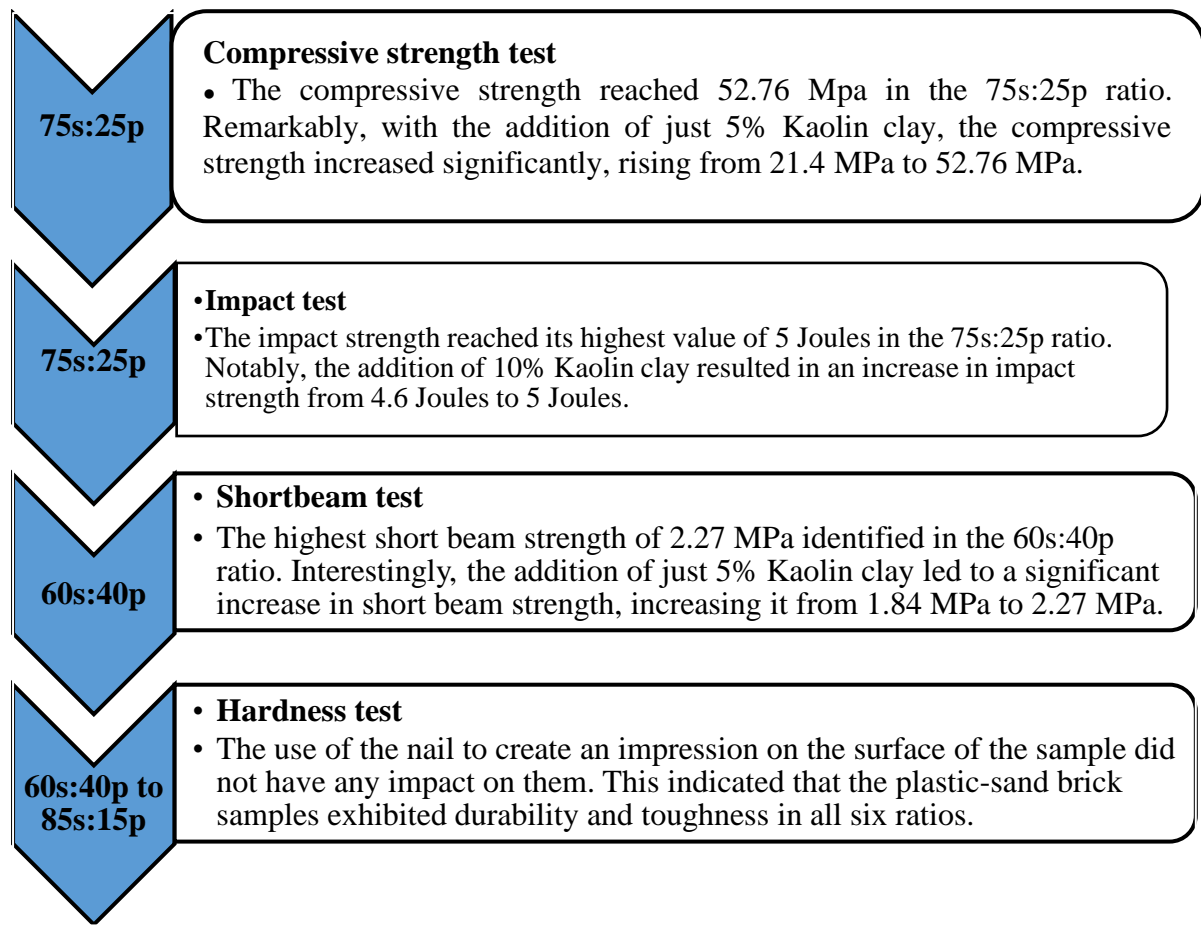 75s:25p
Compressive strength test
• The compressive strength reached 52.76 Mpa in the 75s:25p ratio.
Remarkably, with the addition of just 5% Kaolin clay, the compressive
strength increased significantly, rising from 21.4 MPa to 52.76 MPa.
75s:25p
•Impact test
•The impact strength reached its highest value of 5 Joules in the 75s:25p ratio.
Notably, the addition of 10% Kaolin clay resulted in an increase in impact
strength from 4.6 Joules to 5 Joules.
60s:40p
• Shortbeam test
• The highest short beam strength of 2.27 MPa identified in the 60s:40p
ratio. Interestingly, the addition of just 5% Kaolin clay led to a significant
increase in short beam strength, increasing it from 1.84 MPa to 2.27 MPa.
60s:40p to
85s:15p
• Hardness test
• The use of the nail to create an impression on the surface of the sample did
not have any impact on them. This indicated that the plastic-sand brick
samples exhibited durability and toughness in all six ratios.